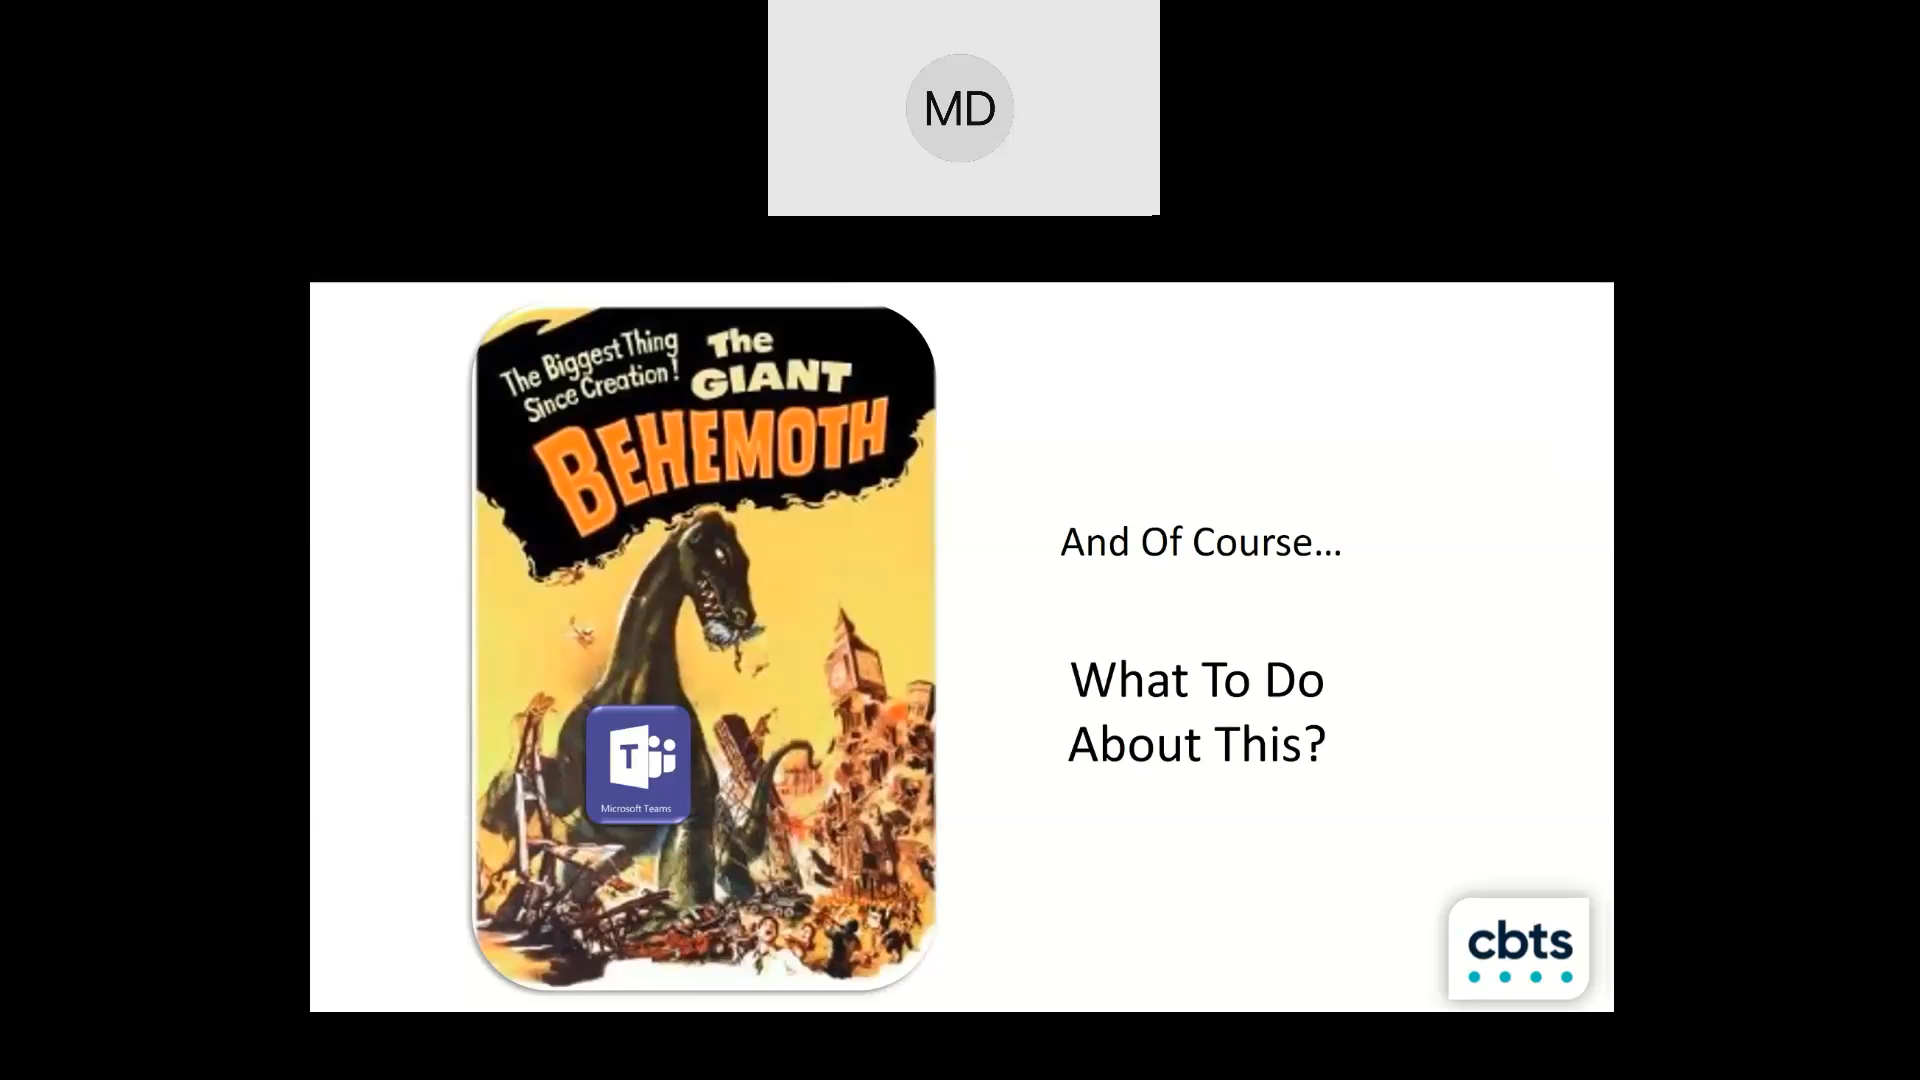 MD
The Biggest Thing
Since Creation!
The
GIANT
BEHEMOTH
T
Microsoft Teams
And Of Course...
What To Do
About This?
cbts